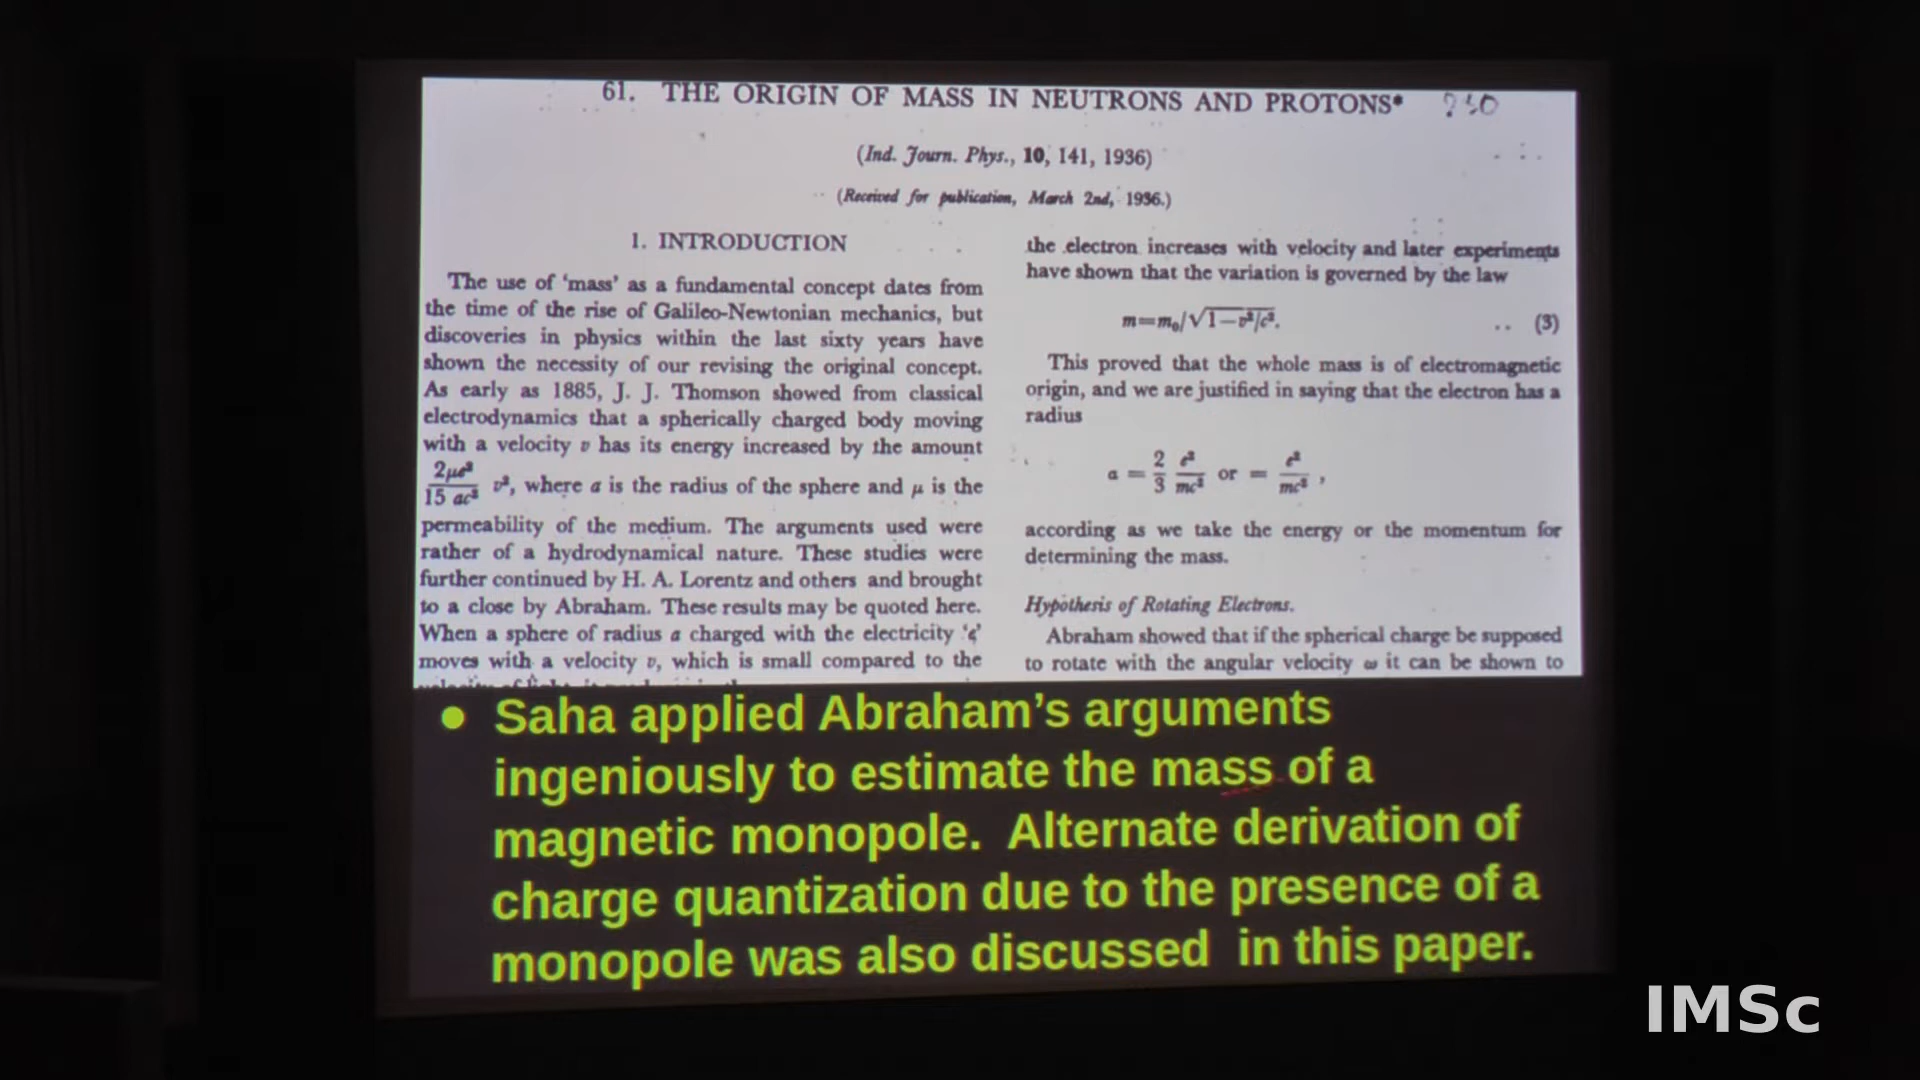 61. THE ORIGIN OF MASS IN NEUTRONS AND PROTONS*
(Ind. Journ. Phys., 10, 141, 1936)
(Received for publication, March 2nd, 1936.)
1. INTRODUCTION
The use of ‘mass’ as a fundamental concept dates from
the time of the rise of Galileo-Newtonian mechanics, but
discoveries in physics within the last sixty years have
shown the necessity of our revising the original concept.
As early as 1885, J. J. Thomson showed from classical
electrodynamics that a spherically charged body moving
with a velocity v has its energy increased by the amount
2μe²/15 ac² v², where a is the radius of the sphere and μ is the
permeability of the medium. The arguments used were
rather of a hydrodynamical nature. These studies were
further continued by H. A. Lorentz and others and brought
to a close by Abraham. These results may be quoted here.
When a sphere of radius a charged with the electricity ‘e’
moves with a velocity v, which is small compared to the
the electron increases with velocity and later experiments
have shown that the variation is governed by the law
m=m₀/√1—v²/c². .. (3)
This proved that the whole mass is of electromagnetic
origin, and we are justified in saying that the electron has a
radius
a = 2/3 e²/mc² or = e²/mc² ,
according as we take the energy or the momentum for
determining the mass.
Hypothesis of Rotating Electrons.
Abraham showed that if the spherical charge be supposed
to rotate with the angular velocity ω it can be shown to
• Saha applied Abraham’s arguments
ingeniously to estimate the mass of a
magnetic monopole. Alternate derivation of
charge quantization due to the presence of a
monopole was also discussed in this paper.
IMSc